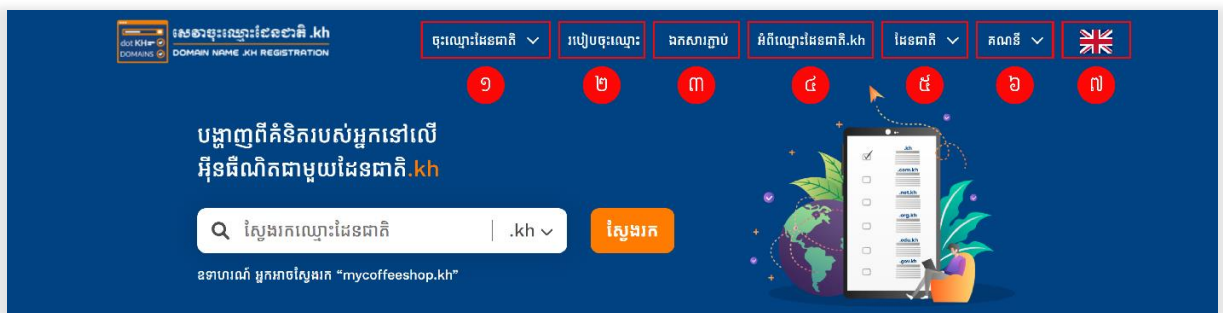 សេវាចុះឈ្មោះដែនជាតិ .kh
dot KH
DOMAINS
DOMAIN NAME .KH REGISTRATION
ចុះឈ្មោះដែនជាតិ
របៀបចុះឈ្មោះ
ឯកសារភ្ជាប់
អំពីឈ្មោះដែនជាតិ.kh
ដែនជាតិ
គណនី
១
២
៣
៤
៥
៦
៧
បង្ហាញពីគំនិតរបស់អ្នកនៅលើ
អ៊ីនធឺណិតជាមួយដែនជាតិ.kh
ស្វែងរកឈ្មោះដែនជាតិ
.kh
ស្វែងរក
ឧទាហរណ៍ អ្នកអាចស្វែងរក “mycoffeeshop.kh”
.kh
.com.kh
.net.kh
.org.kh
.edu.kh
.gov.kh